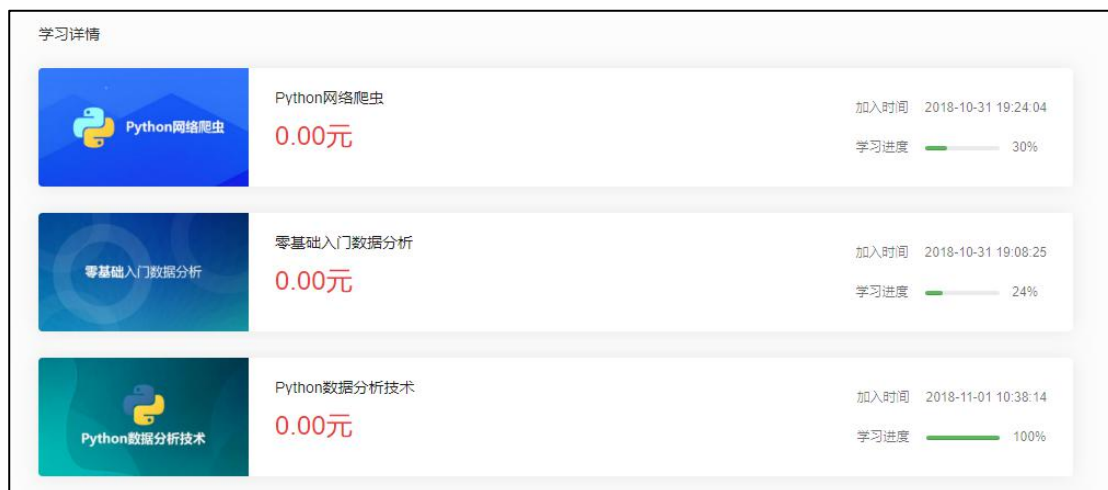 学习详情
Python网络爬虫
Python网络爬虫
0.00元
加入时间 2018-10-31 19:24:04
学习进度 30%
零基础入门数据分析
零基础入门数据分析
0.00元
加入时间 2018-10-31 19:08:25
学习进度 24%
Python数据分析技术
Python数据分析技术
0.00元
加入时间 2018-11-01 10:38:14
学习进度 100%